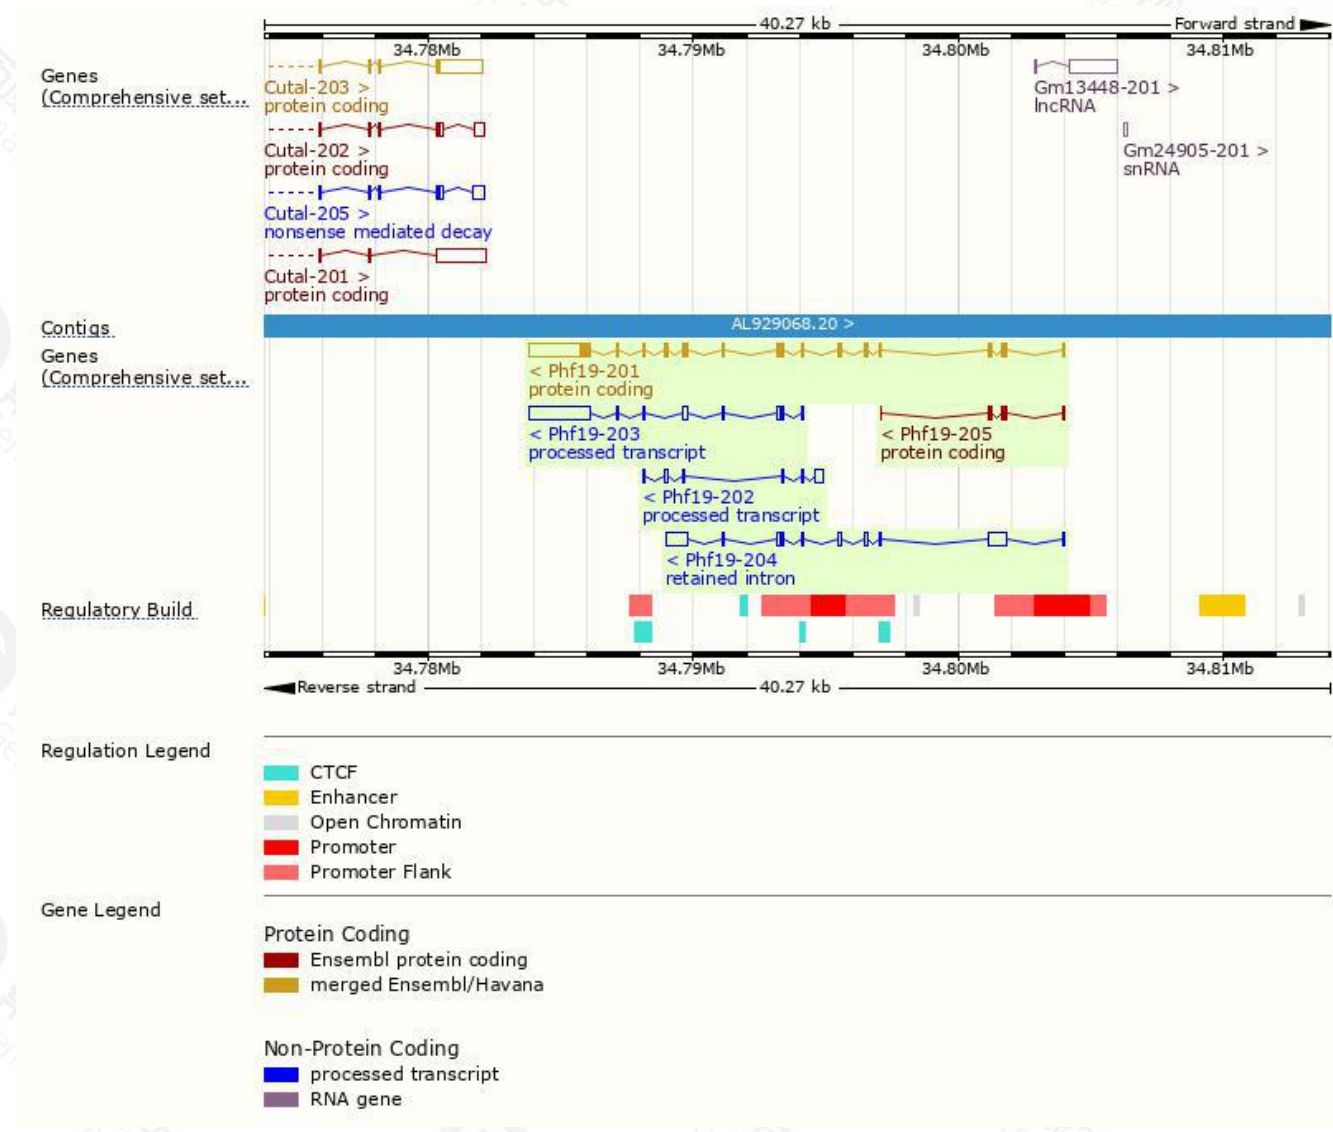 40.27 kb Forward strand
34.78Mb 34.79Mb 34.80Mb 34.81Mb
Genes
(Comprehensive set...
Cutal-203 >
protein coding
Cutal-202 >
protein coding
Cutal-205 >
nonsense mediated decay
Cutal-201 >
protein coding
Gm13448-201 >
lncRNA
Gm24905-201 >
snRNA
Contigs
AL929068.20 >
Genes
(Comprehensive set...
< Phf19-201
protein coding
< Phf19-203
processed transcript
< Phf19-205
protein coding
< Phf19-202
processed transcript
< Phf19-204
retained intron
Regulatory Build
34.78Mb 34.79Mb 34.80Mb 34.81Mb
Reverse strand 40.27 kb
Regulation Legend
CTCF
Enhancer
Open Chromatin
Promoter
Promoter Flank
Gene Legend
Protein Coding
Ensembl protein coding
merged Ensembl/Havana
Non-Protein Coding
processed transcript
RNA gene